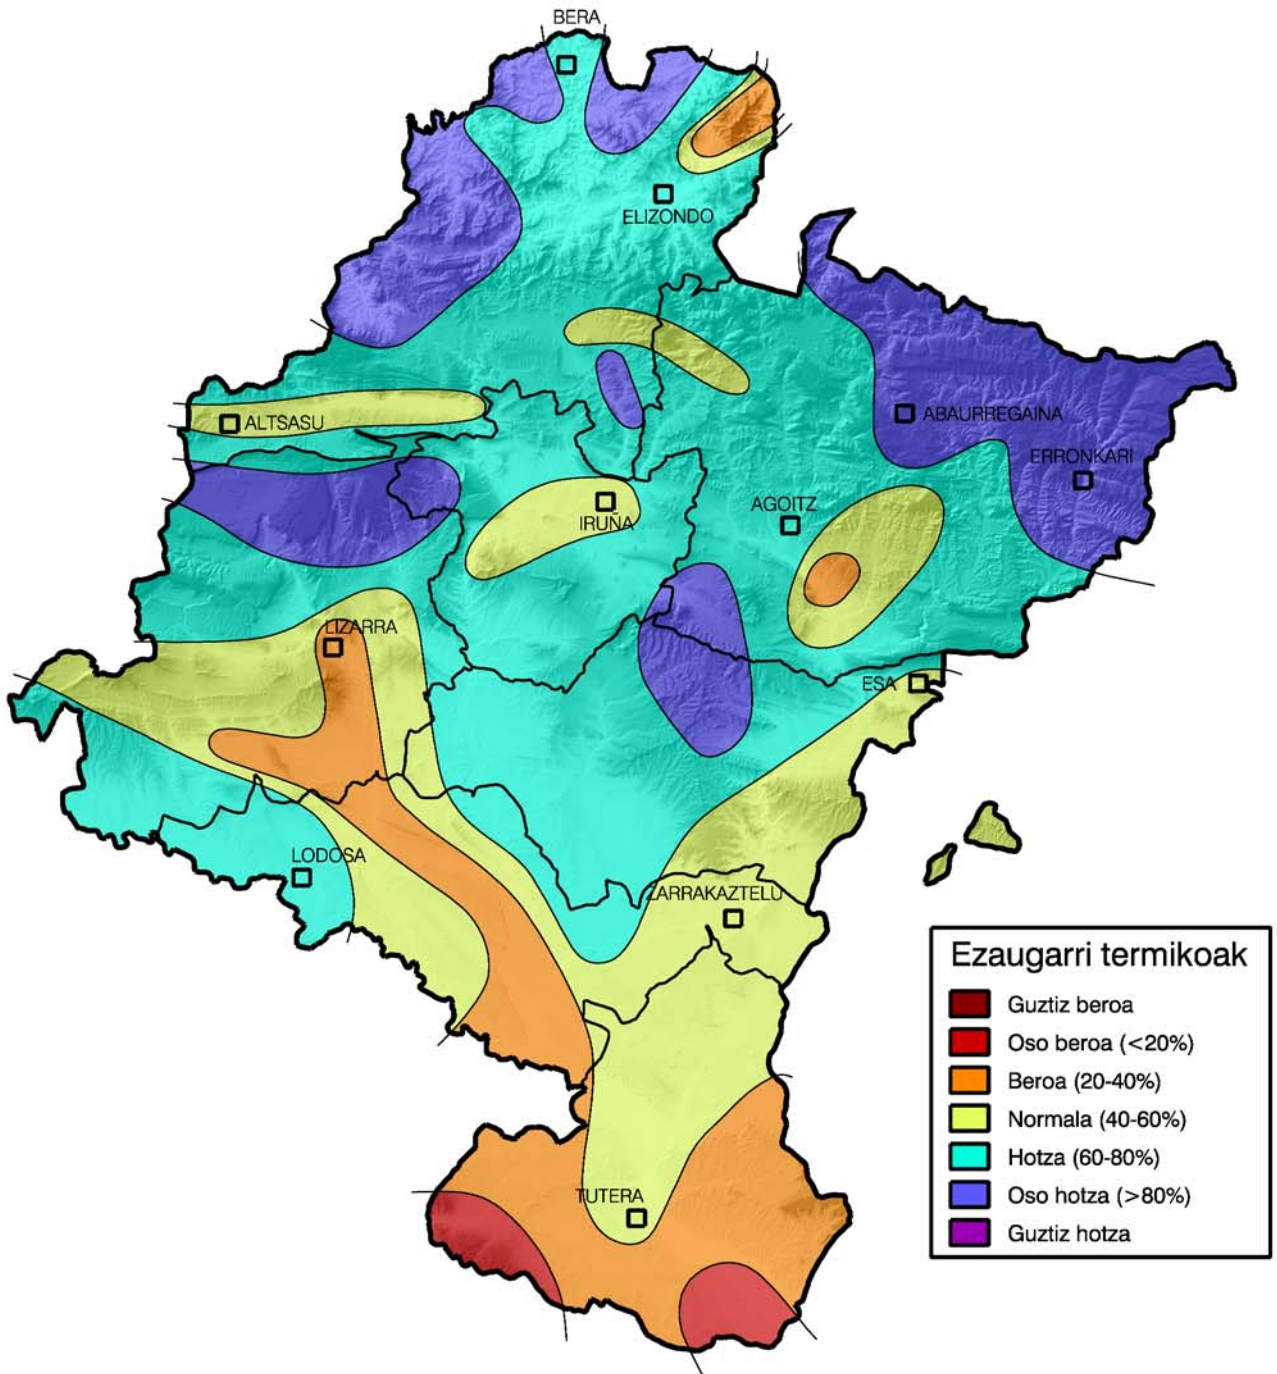 BERA
ELIZONDO
ALTSASU
ABAURREGAINA
ERRONKARI
AGOITZ
IRUÑA
LIZARRA
ESA
LODOSA
ZARRAKAZTELU
TUTERA
Ezaugarri termikoak
Guztiz beroa
Oso beroa (<20%)
Beroa (20-40%)
Normala (40-60%)
Hotza (60-80%)
Oso hotza (>80%)
Guztiz hotza